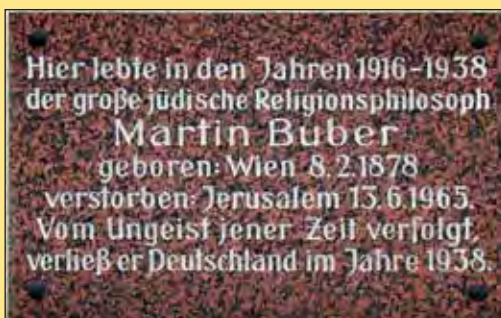 Hier lebte in den Jahren 1916-1938
der große jüdische Religionsphilosoph
Martin Buber
geboren: Wien 8.2.1878
verstorben: Jerusalem 13.6.1965.
Vom Ungeist jener Zeit verfolgt,
verließ er Deutschland im Jahre 1938.